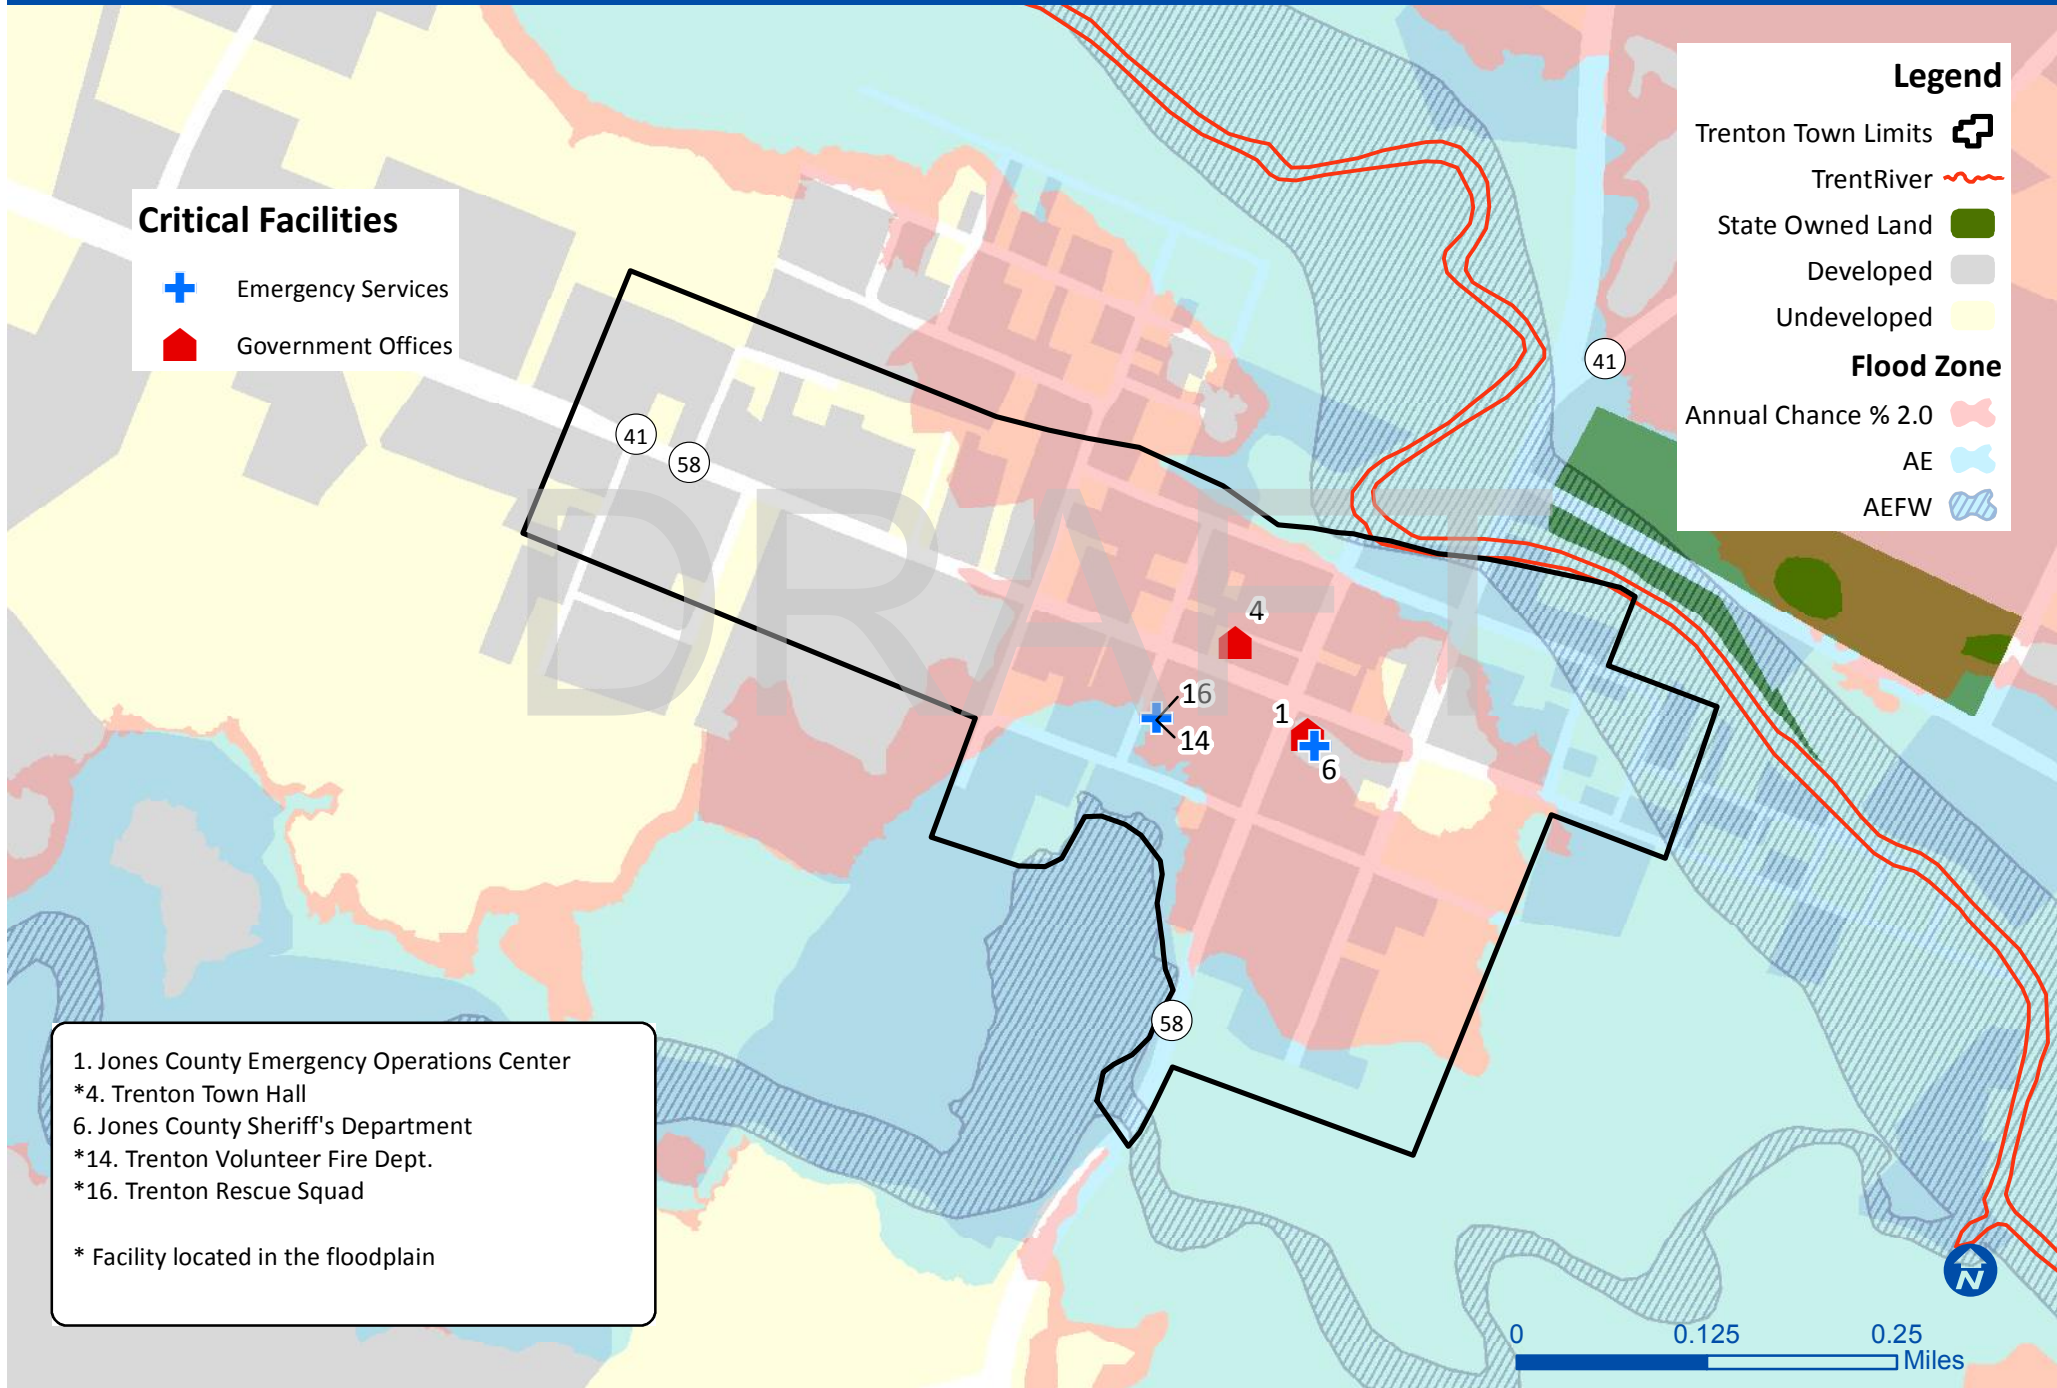 Legend
Trenton Town Limits
TrentRiver
State Owned Land
Developed
Undeveloped
Flood Zone
Annual Chance % 2.0
AE
AEFW
Critical Facilities
Emergency Services
Government Offices
41
41
58
DRAFT
4
16
14
1
6
58
1. Jones County Emergency Operations Center
*4. Trenton Town Hall
6. Jones County Sheriff's Department
*14. Trenton Volunteer Fire Dept.
*16. Trenton Rescue Squad
* Facility located in the floodplain
N
0 0.125 0.25
Miles